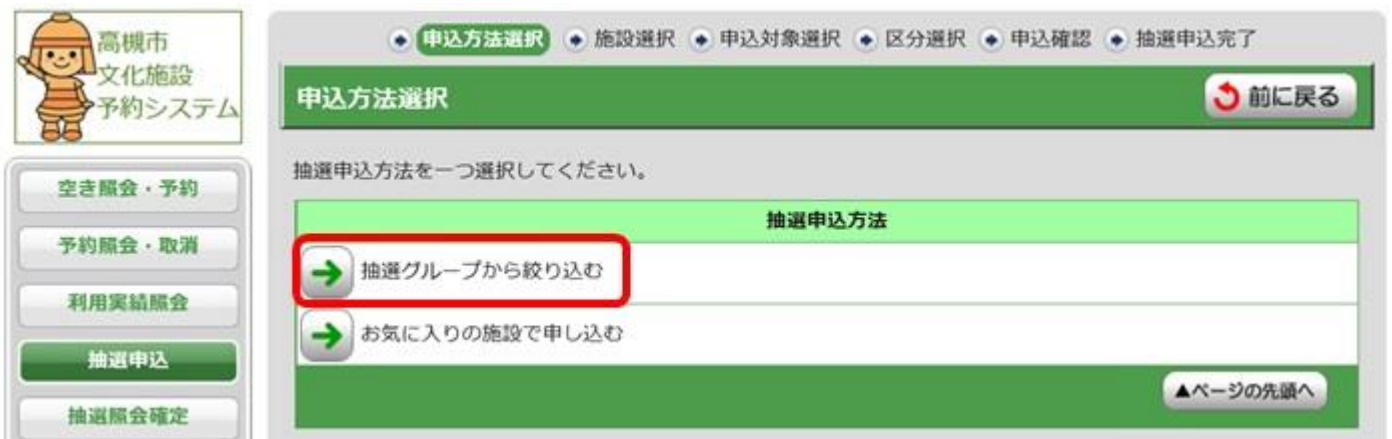 高槻市
文化施設
予約システム
空き照会・予約
予約照会・取消
利用実績照会
抽選申込
抽選照会確定
申込方法選択 施設選択 申込対象選択 区分選択 申込確認 抽選申込完了
申込方法選択
前に戻る
抽選申込方法を一つ選択してください。
抽選申込方法
抽選グループから絞り込む
お気に入りの施設で申し込む
▲ページの先頭へ